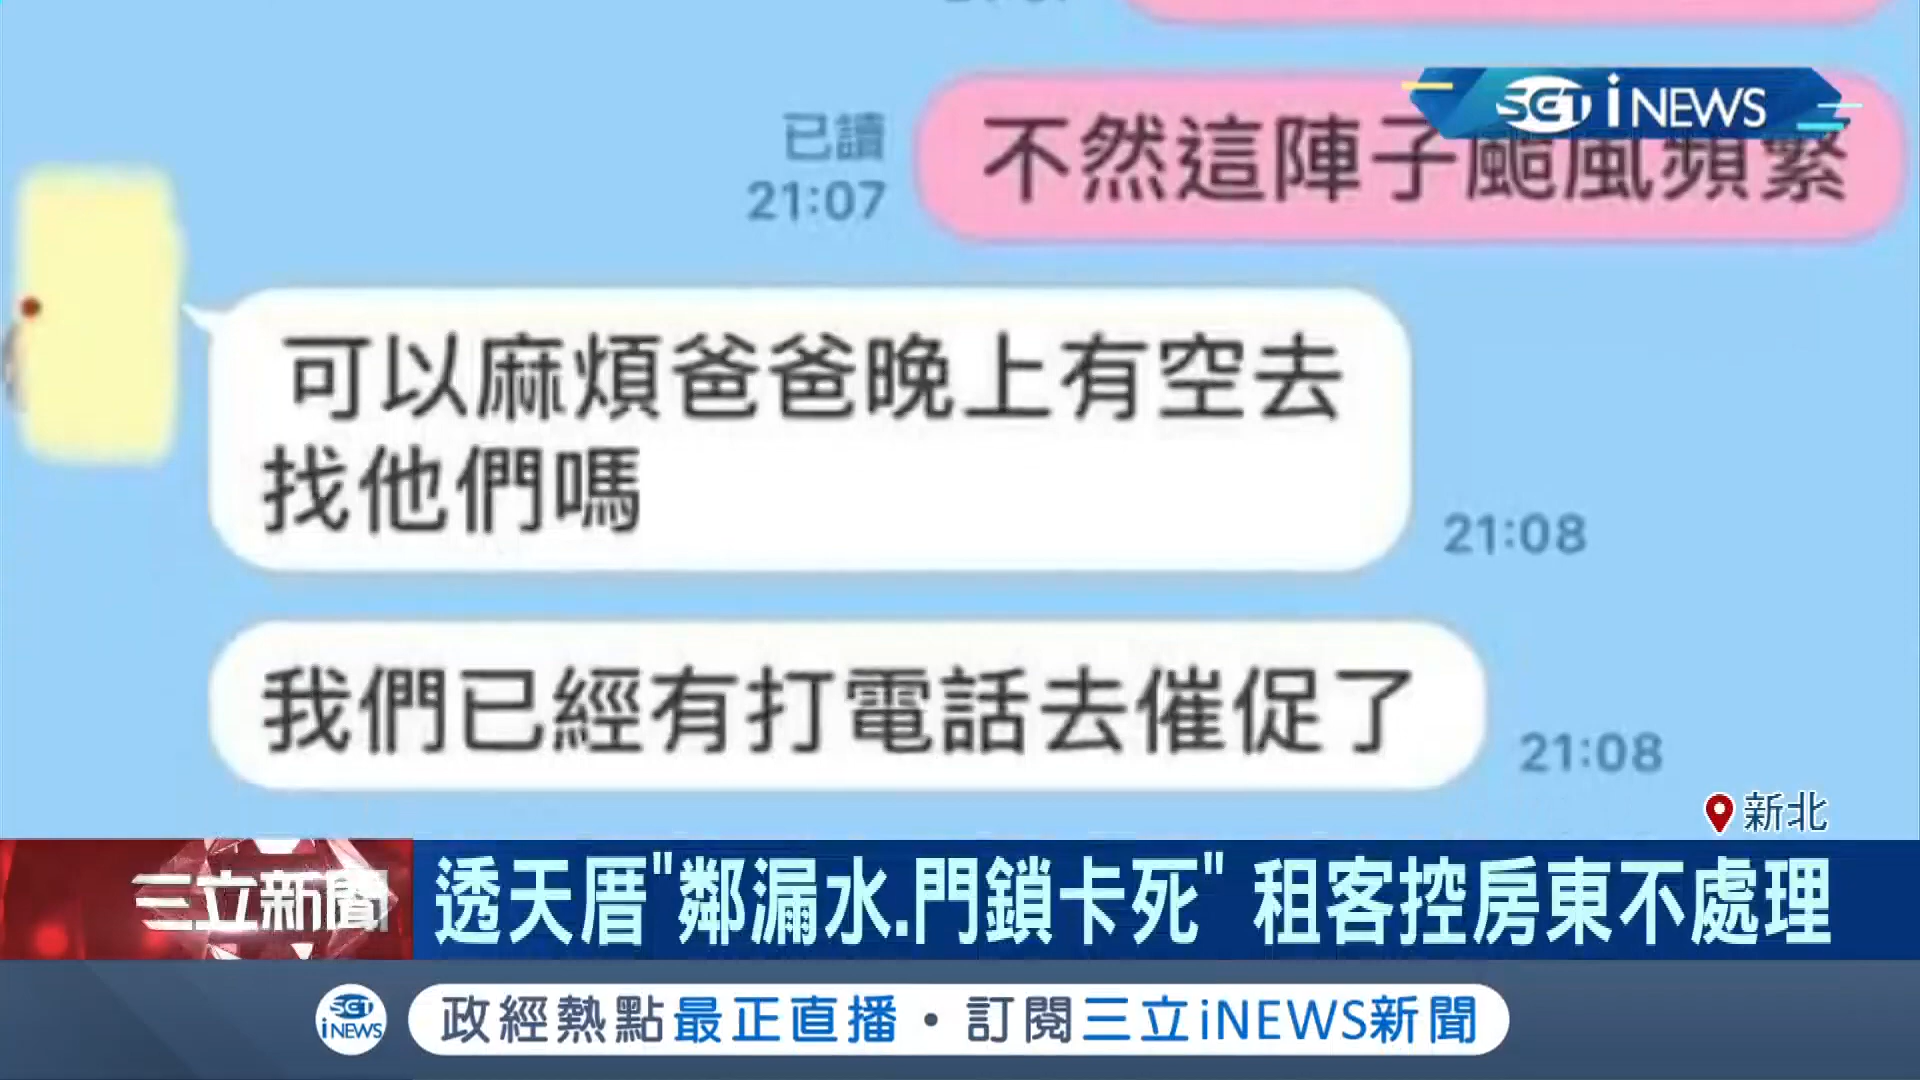 SET iNEWS
已讀
21:07
不然這陣子颱風頻繁
可以麻煩爸爸晚上有空去
找他們嗎
21:08
我們已經有打電話去催促了
21:08
新北
三立新聞
透天厝"鄰漏水.門鎖卡死" 租客控房東不處理
SET iNEWS
政經熱點最正直播・訂閱三立iNEWS新聞